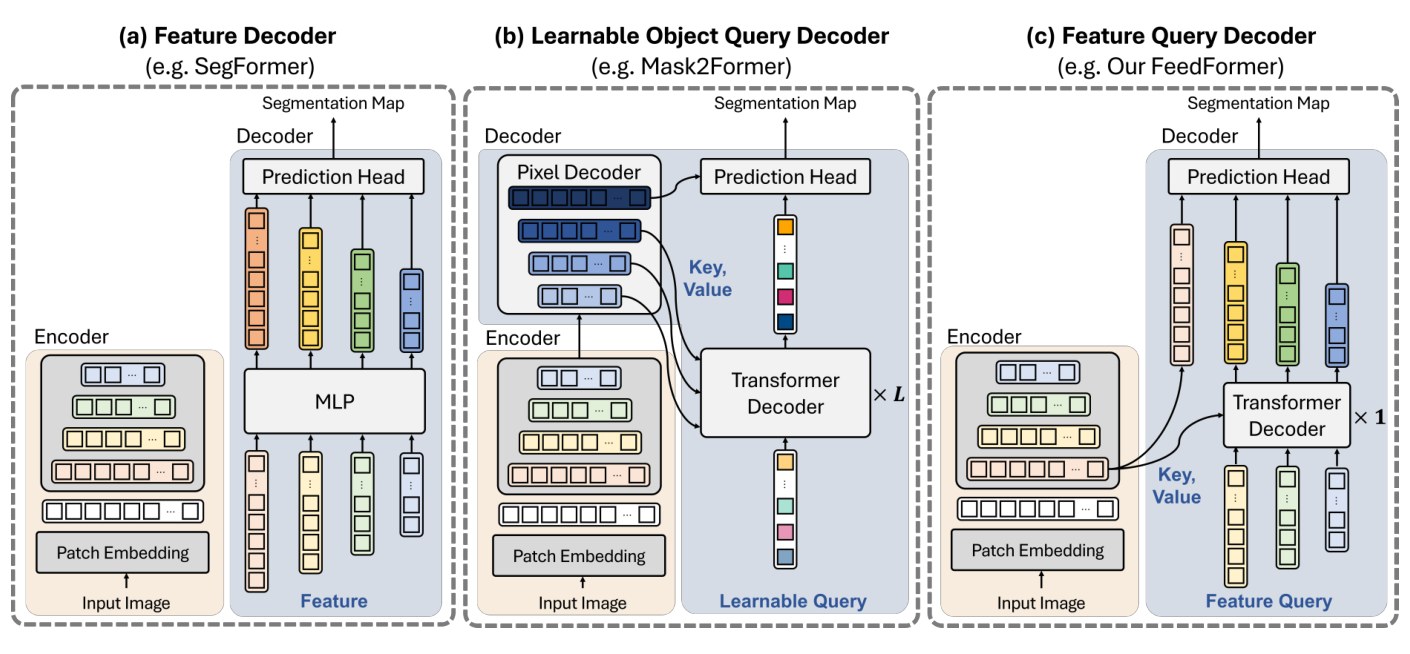 (a) Feature Decoder
(e.g. SegFormer)
Segmentation Map
Decoder
Prediction Head
Encoder
MLP
Patch Embedding
Input Image
Feature
(b) Learnable Object Query Decoder
(e.g. Mask2Former)
Segmentation Map
Decoder
Pixel Decoder
Prediction Head
Key,
Value
Encoder
Transformer
Decoder
× L
Patch Embedding
Input Image
Learnable Query
(c) Feature Query Decoder
(e.g. Our FeedFormer)
Segmentation Map
Decoder
Prediction Head
Encoder
Transformer
Decoder
× 1
Key,
Value
Patch Embedding
Input Image
Feature Query